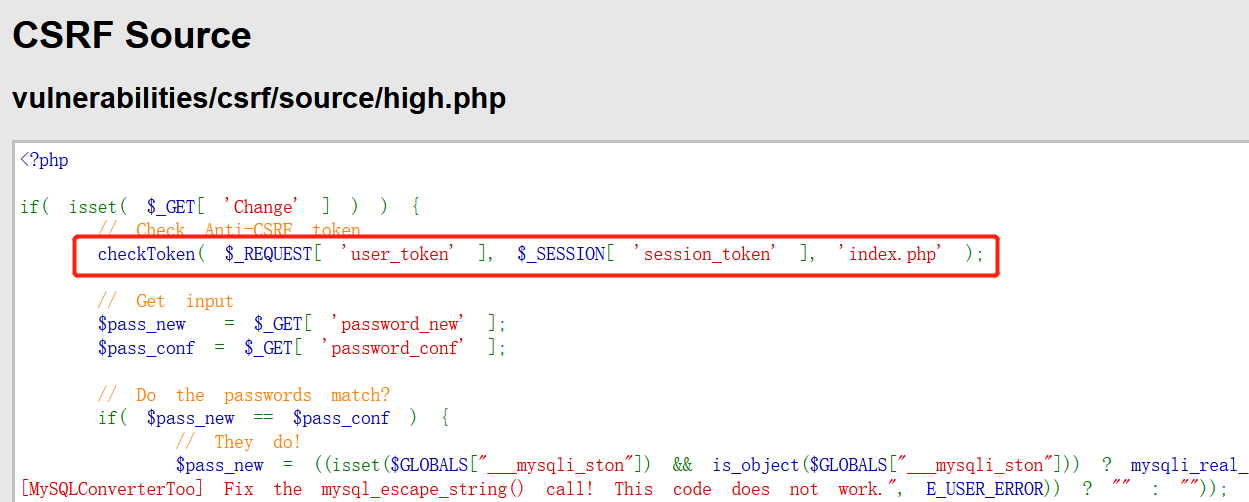 CSRF Source
vulnerabilities/csrf/source/high.php
<?php
if( isset( $_GET[ 'Change' ] ) ) {
// Check Anti-CSRF token
checkToken( $_REQUEST[ 'user_token' ], $_SESSION[ 'session_token' ], 'index.php' );
// Get input
$pass_new = $_GET[ 'password_new' ];
$pass_conf = $_GET[ 'password_conf' ];
// Do the passwords match?
if( $pass_new == $pass_conf ) {
// They do!
$pass_new = ((isset($GLOBALS["___mysqli_ston"]) && is_object($GLOBALS["___mysqli_ston"])) ? mysqli_real_
[MySQLConverterToo] Fix the mysql_escape_string() call! This code does not work.", E_USER_ERROR)) ? "" : ""));